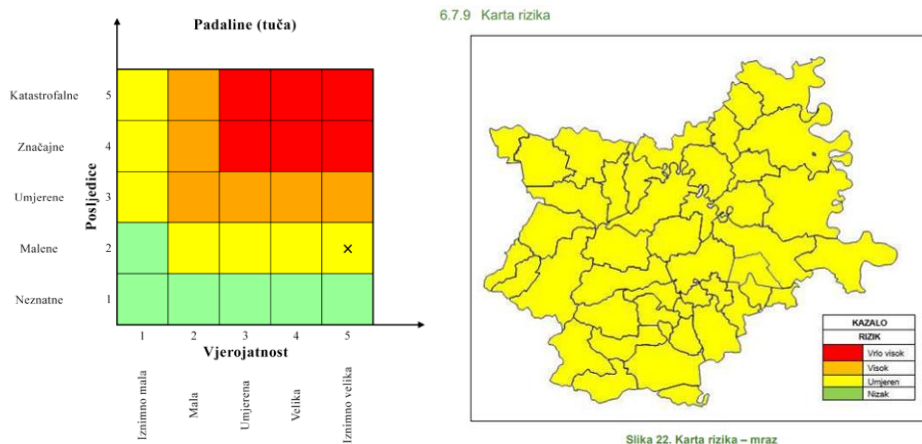 Padaline (tuča)
Posljedice
Katastrofalne 5
Značajne 4
Umjerene 3
Malene 2
Neznatne 1
×
1 2 3 4 5
Vjerojatnost
Iznimno mala
Mala
Umjerena
Velika
Iznimno velika
6.7.9 Karta rizika
KAZALO
RIZIK
Vrlo visok
Visok
Umjeren
Nizak
Slika 22. Karta rizika – mraz